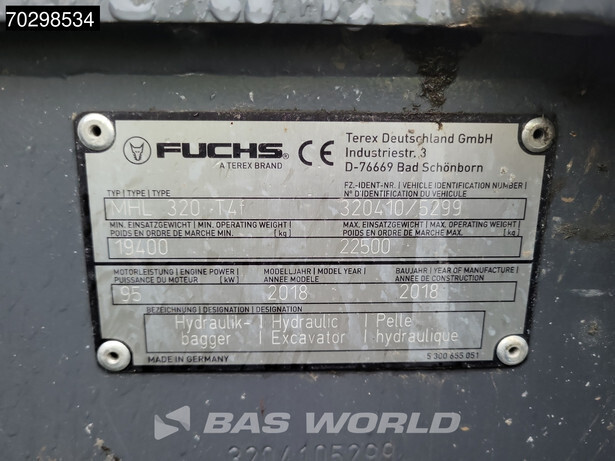 70298534
FUCHS® CE
A TEREX BRAND
Terex Deutschland GmbH
Industriestr. 3
D-76669 Bad Schönborn
TYP | TYPE | TYPE
FZ.-IDENT-NR. | VEHICLE IDENTIFICATION NUMBER |
N° D'IDENTIFICATION DU VÉHICULE
MHL 320 T4f
320410/5299
MIN. EINSATZGEWICHT | MIN. OPERATING WEIGHT |
POIDS EN ORDRE DE MARCHE MIN. [kg]
MAX. EINSATZGEWICHT | MAX. OPERATING WEIGHT |
POIDS EN ORDRE DE MARCHE MAX. [kg]
19400
22500
MOTORLEISTUNG | ENGINE POWER |
PUISSANCE DU MOTEUR [kW]
MODELLJAHR | MODEL YEAR |
ANNÉE MODELE
BAUJAHR | YEAR OF MANUFACTURE |
ANNÉE DE CONSTRUCTION
95
2018
2018
BEZEICHNUNG | DESIGNATION | DESIGNATION
Hydraulik- | Hydraulic | Pelle
bagger | Excavator | hydraulique
MADE IN GERMANY
5 300 655 051
BAS WORLD
3204105299